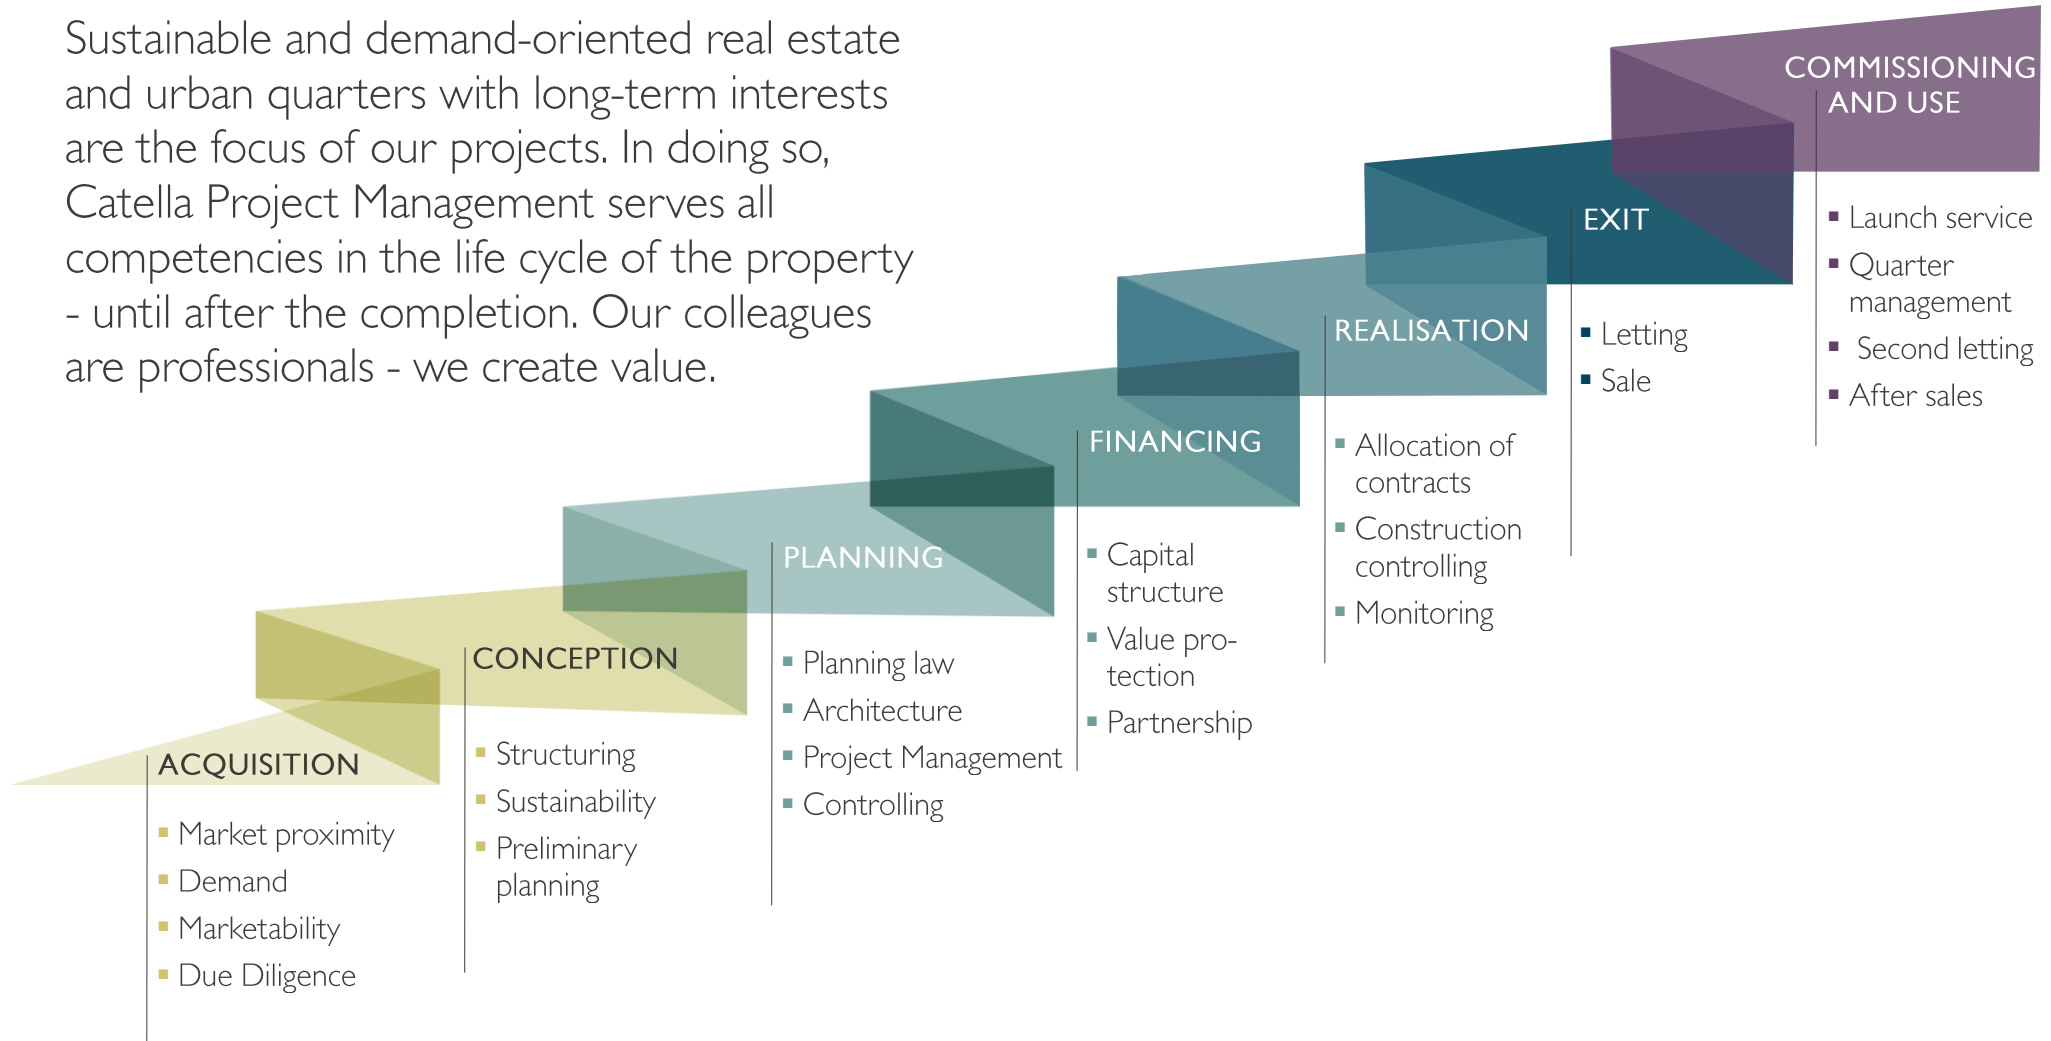 Sustainable and demand-oriented real estate
and urban quarters with long-term interests
are the focus of our projects. In doing so,
Catella Project Management serves all
competencies in the life cycle of the property
- until after the completion. Our colleagues
are professionals - we create value.
ACQUISITION
Market proximity
Demand
Marketability
Due Diligence
CONCEPTION
Structuring
Sustainability
Preliminary
planning
PLANNING
Planning law
Architecture
Project Management
Controlling
FINANCING
Capital
structure
Value pro-
tection
Partnership
REALISATION
Allocation of
contracts
Construction
controlling
Monitoring
EXIT
Letting
Sale
COMMISSIONING
AND USE
Launch service
Quarter
management
Second letting
After sales